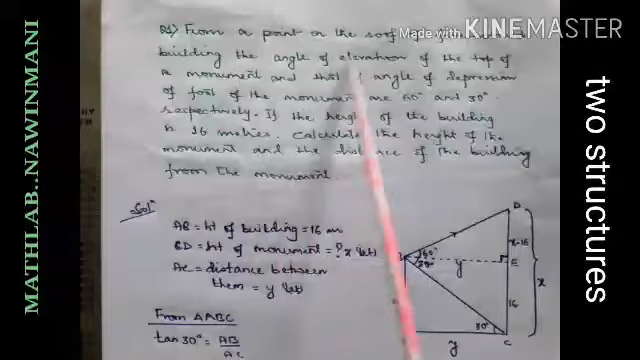 Q1) From a point on the roof
Made with KINEMASTER
building the angle of elevation of the top of
a monument and that angle of depression
of foot of the monument are 60° and 30°
respectively. If the height of the building
is 16 metres. Calculate the height of the
monument and the distance of the building
from the monument
Solⁿ
AB = ht of building = 16 m
CD = ht of monument = ? x (let)
AC = distance between
them = y (let)
From ΔABC
tan 30° = AB
AC
D
60°
30°
y
E
x-16
x
16
30°
C
y
MATHLAB..NAWINMANI
two structures